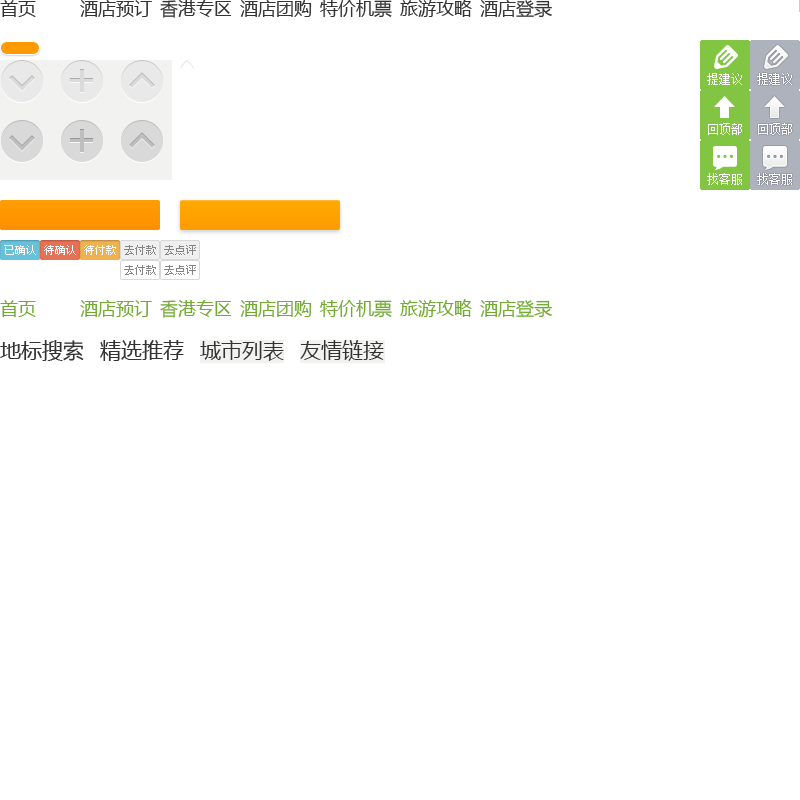 首页 酒店预订 香港专区 酒店团购 特价机票 旅游攻略 酒店登录
提建议 提建议
回顶部 回顶部
找客服 找客服
已确认 待确认 待付款 去付款 去点评
去付款 去点评
首页 酒店预订 香港专区 酒店团购 特价机票 旅游攻略 酒店登录
地标搜索 精选推荐 城市列表 友情链接